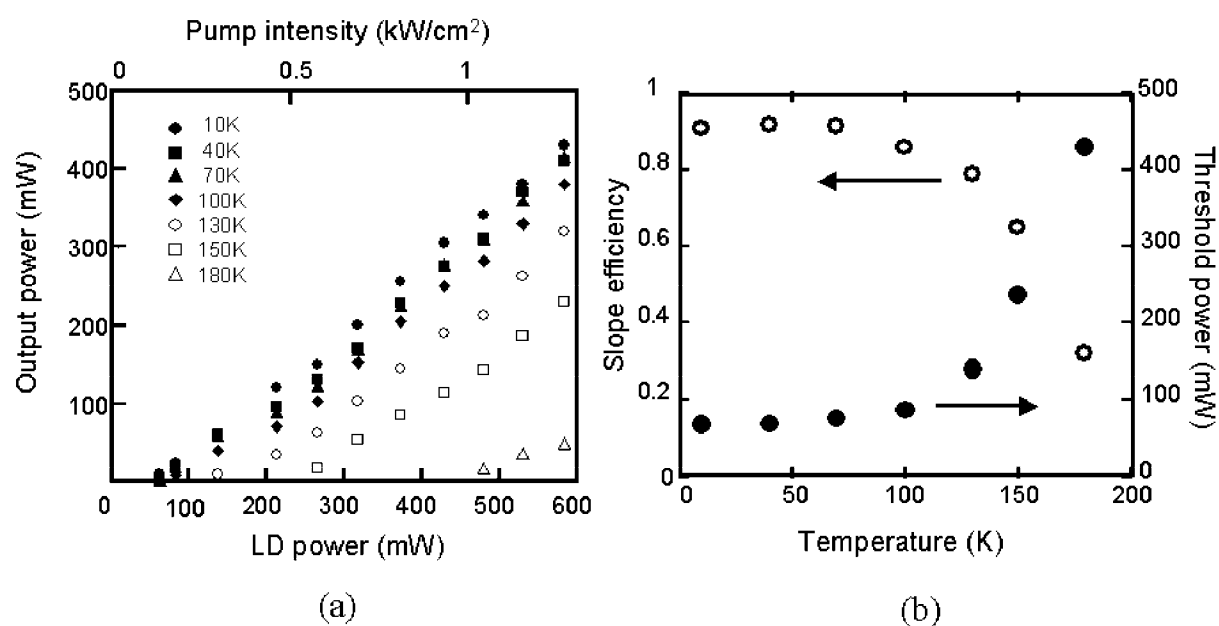 Pump intensity (kW/cm²)
0 0.5 1
500
400
300
200
100
Output power (mW)
10K
40K
70K
100K
130K
150K
180K
0 100 200 300 400 500 600
LD power (mW)
(a)
1
0.8
0.6
0.4
0.2
0
Slope efficiency
500
400
300
200
100
0
Threshold power (mW)
0 50 100 150 200
Temperature (K)
(b)